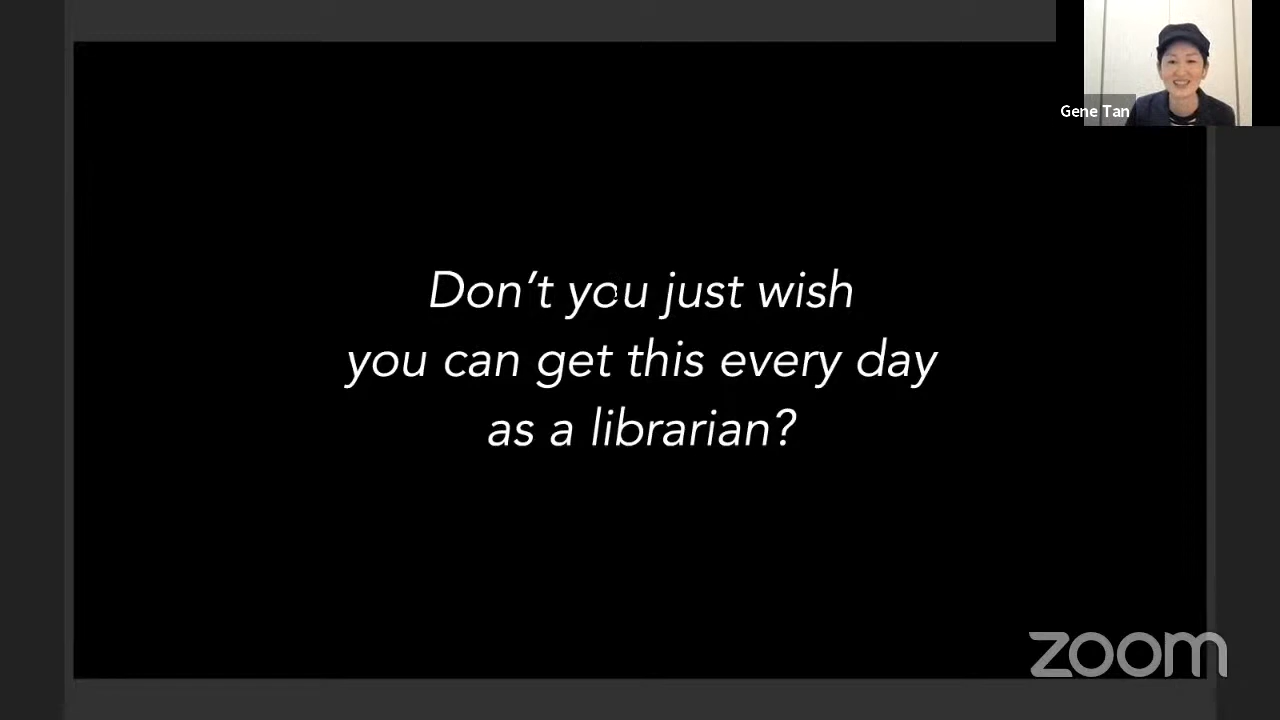 Gene Tan
Don't you just wish
you can get this every day
as a librarian?
zoom